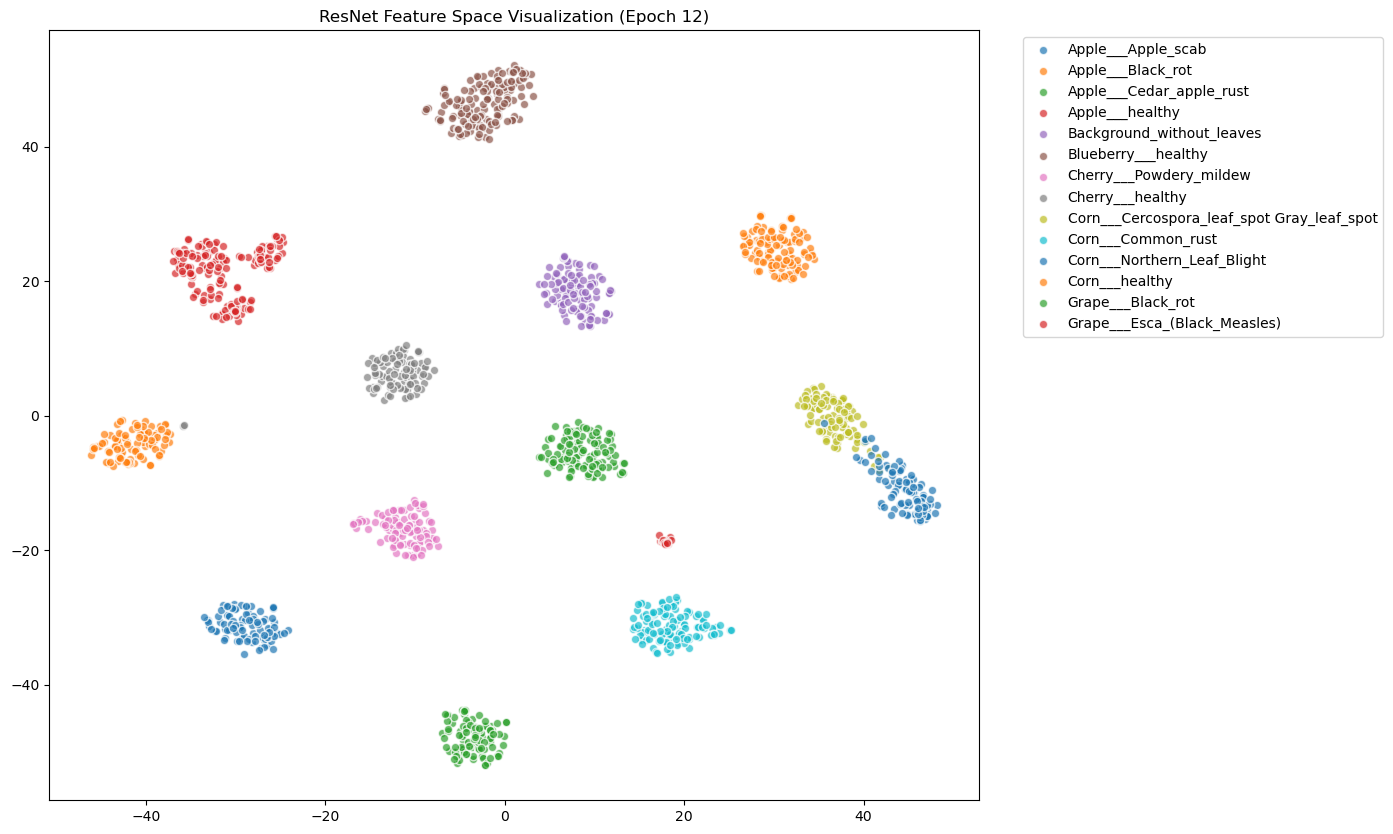 ResNet Feature Space Visualization (Epoch 12)
Apple___Apple_scab
Apple___Black_rot
Apple___Cedar_apple_rust
Apple___healthy
Background_without_leaves
Blueberry___healthy
Cherry___Powdery_mildew
Cherry___healthy
Corn___Cercospora_leaf_spot Gray_leaf_spot
Corn___Common_rust
Corn___Northern_Leaf_Blight
Corn___healthy
Grape___Black_rot
Grape___Esca_(Black_Measles)
40
20
0
−20
−40
−40 −20 0 20 40